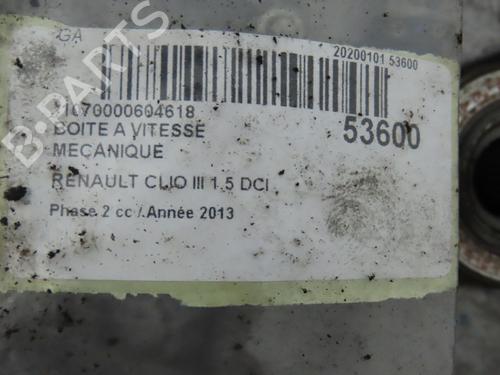 GA
20200101 53600
01070000604618
BOITE A VITESSE
53600
MECANIQUE
RENAULT CLIO III 1.5 DCI
Phase 2 cc / Année 2013
B-PARTS